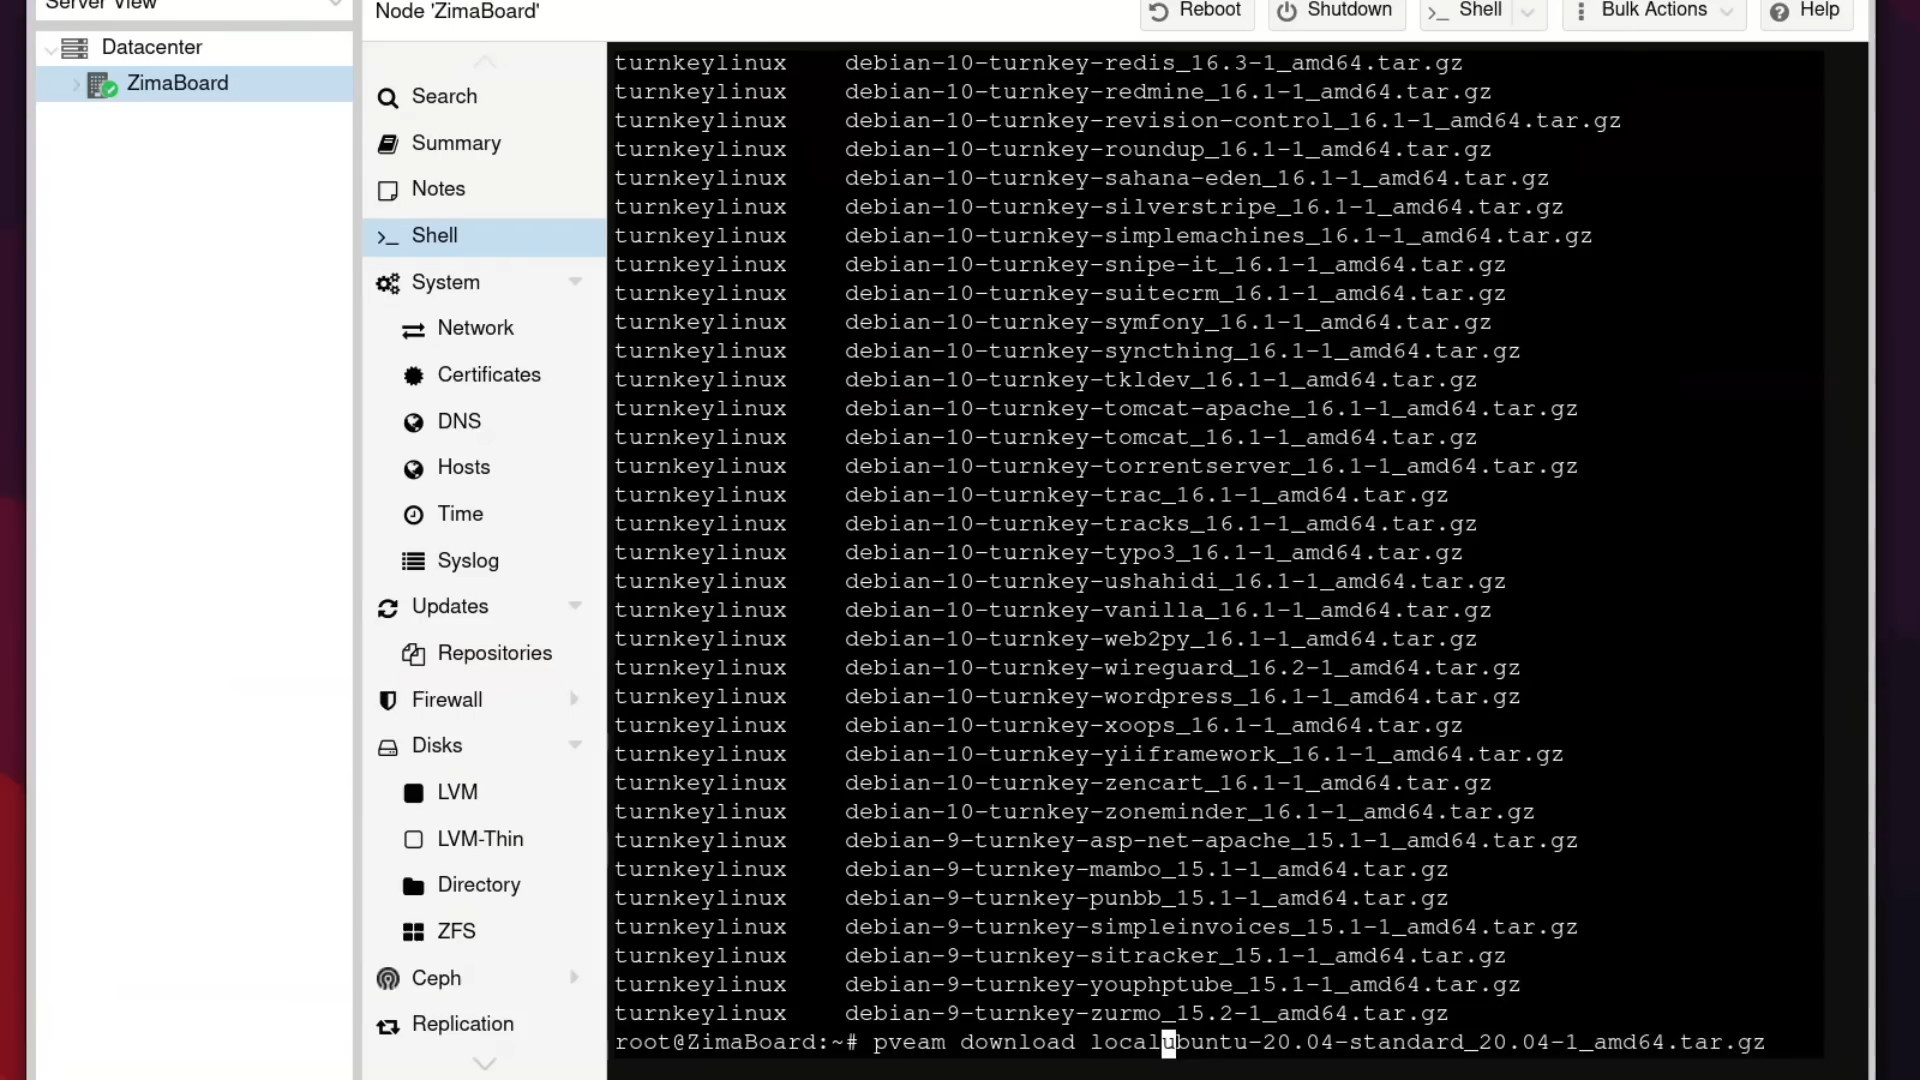 Server View
Node 'ZimaBoard'
Reboot
Shutdown
>_ Shell
Bulk Actions
Help
Datacenter
ZimaBoard
Search
Summary
Notes
>_ Shell
System
Network
Certificates
DNS
Hosts
Time
Syslog
Updates
Repositories
Firewall
Disks
LVM
LVM-Thin
Directory
ZFS
Ceph
Replication
turnkeylinux debian-10-turnkey-redis_16.3-1_amd64.tar.gz
turnkeylinux debian-10-turnkey-redmine_16.1-1_amd64.tar.gz
turnkeylinux debian-10-turnkey-revision-control_16.1-1_amd64.tar.gz
turnkeylinux debian-10-turnkey-roundup_16.1-1_amd64.tar.gz
turnkeylinux debian-10-turnkey-sahana-eden_16.1-1_amd64.tar.gz
turnkeylinux debian-10-turnkey-silverstripe_16.1-1_amd64.tar.gz
turnkeylinux debian-10-turnkey-simplemachines_16.1-1_amd64.tar.gz
turnkeylinux debian-10-turnkey-snipe-it_16.1-1_amd64.tar.gz
turnkeylinux debian-10-turnkey-suitecrm_16.1-1_amd64.tar.gz
turnkeylinux debian-10-turnkey-symfony_16.1-1_amd64.tar.gz
turnkeylinux debian-10-turnkey-syncthing_16.1-1_amd64.tar.gz
turnkeylinux debian-10-turnkey-tkldev_16.1-1_amd64.tar.gz
turnkeylinux debian-10-turnkey-tomcat-apache_16.1-1_amd64.tar.gz
turnkeylinux debian-10-turnkey-tomcat_16.1-1_amd64.tar.gz
turnkeylinux debian-10-turnkey-torrentserver_16.1-1_amd64.tar.gz
turnkeylinux debian-10-turnkey-trac_16.1-1_amd64.tar.gz
turnkeylinux debian-10-turnkey-tracks_16.1-1_amd64.tar.gz
turnkeylinux debian-10-turnkey-typo3_16.1-1_amd64.tar.gz
turnkeylinux debian-10-turnkey-ushahidi_16.1-1_amd64.tar.gz
turnkeylinux debian-10-turnkey-vanilla_16.1-1_amd64.tar.gz
turnkeylinux debian-10-turnkey-web2py_16.1-1_amd64.tar.gz
turnkeylinux debian-10-turnkey-wireguard_16.2-1_amd64.tar.gz
turnkeylinux debian-10-turnkey-wordpress_16.1-1_amd64.tar.gz
turnkeylinux debian-10-turnkey-xoops_16.1-1_amd64.tar.gz
turnkeylinux debian-10-turnkey-yiiframework_16.1-1_amd64.tar.gz
turnkeylinux debian-10-turnkey-zencart_16.1-1_amd64.tar.gz
turnkeylinux debian-10-turnkey-zoneminder_16.1-1_amd64.tar.gz
turnkeylinux debian-9-turnkey-asp-net-apache_15.1-1_amd64.tar.gz
turnkeylinux debian-9-turnkey-mambo_15.1-1_amd64.tar.gz
turnkeylinux debian-9-turnkey-punbb_15.1-1_amd64.tar.gz
turnkeylinux debian-9-turnkey-simpleinvoices_15.1-1_amd64.tar.gz
turnkeylinux debian-9-turnkey-sitracker_15.1-1_amd64.tar.gz
turnkeylinux debian-9-turnkey-youphptube_15.1-1_amd64.tar.gz
turnkeylinux debian-9-turnkey-zurmo_15.2-1_amd64.tar.gz
root@ZimaBoard:~# pveam download localubuntu-20.04-standard_20.04-1_amd64.tar.gz